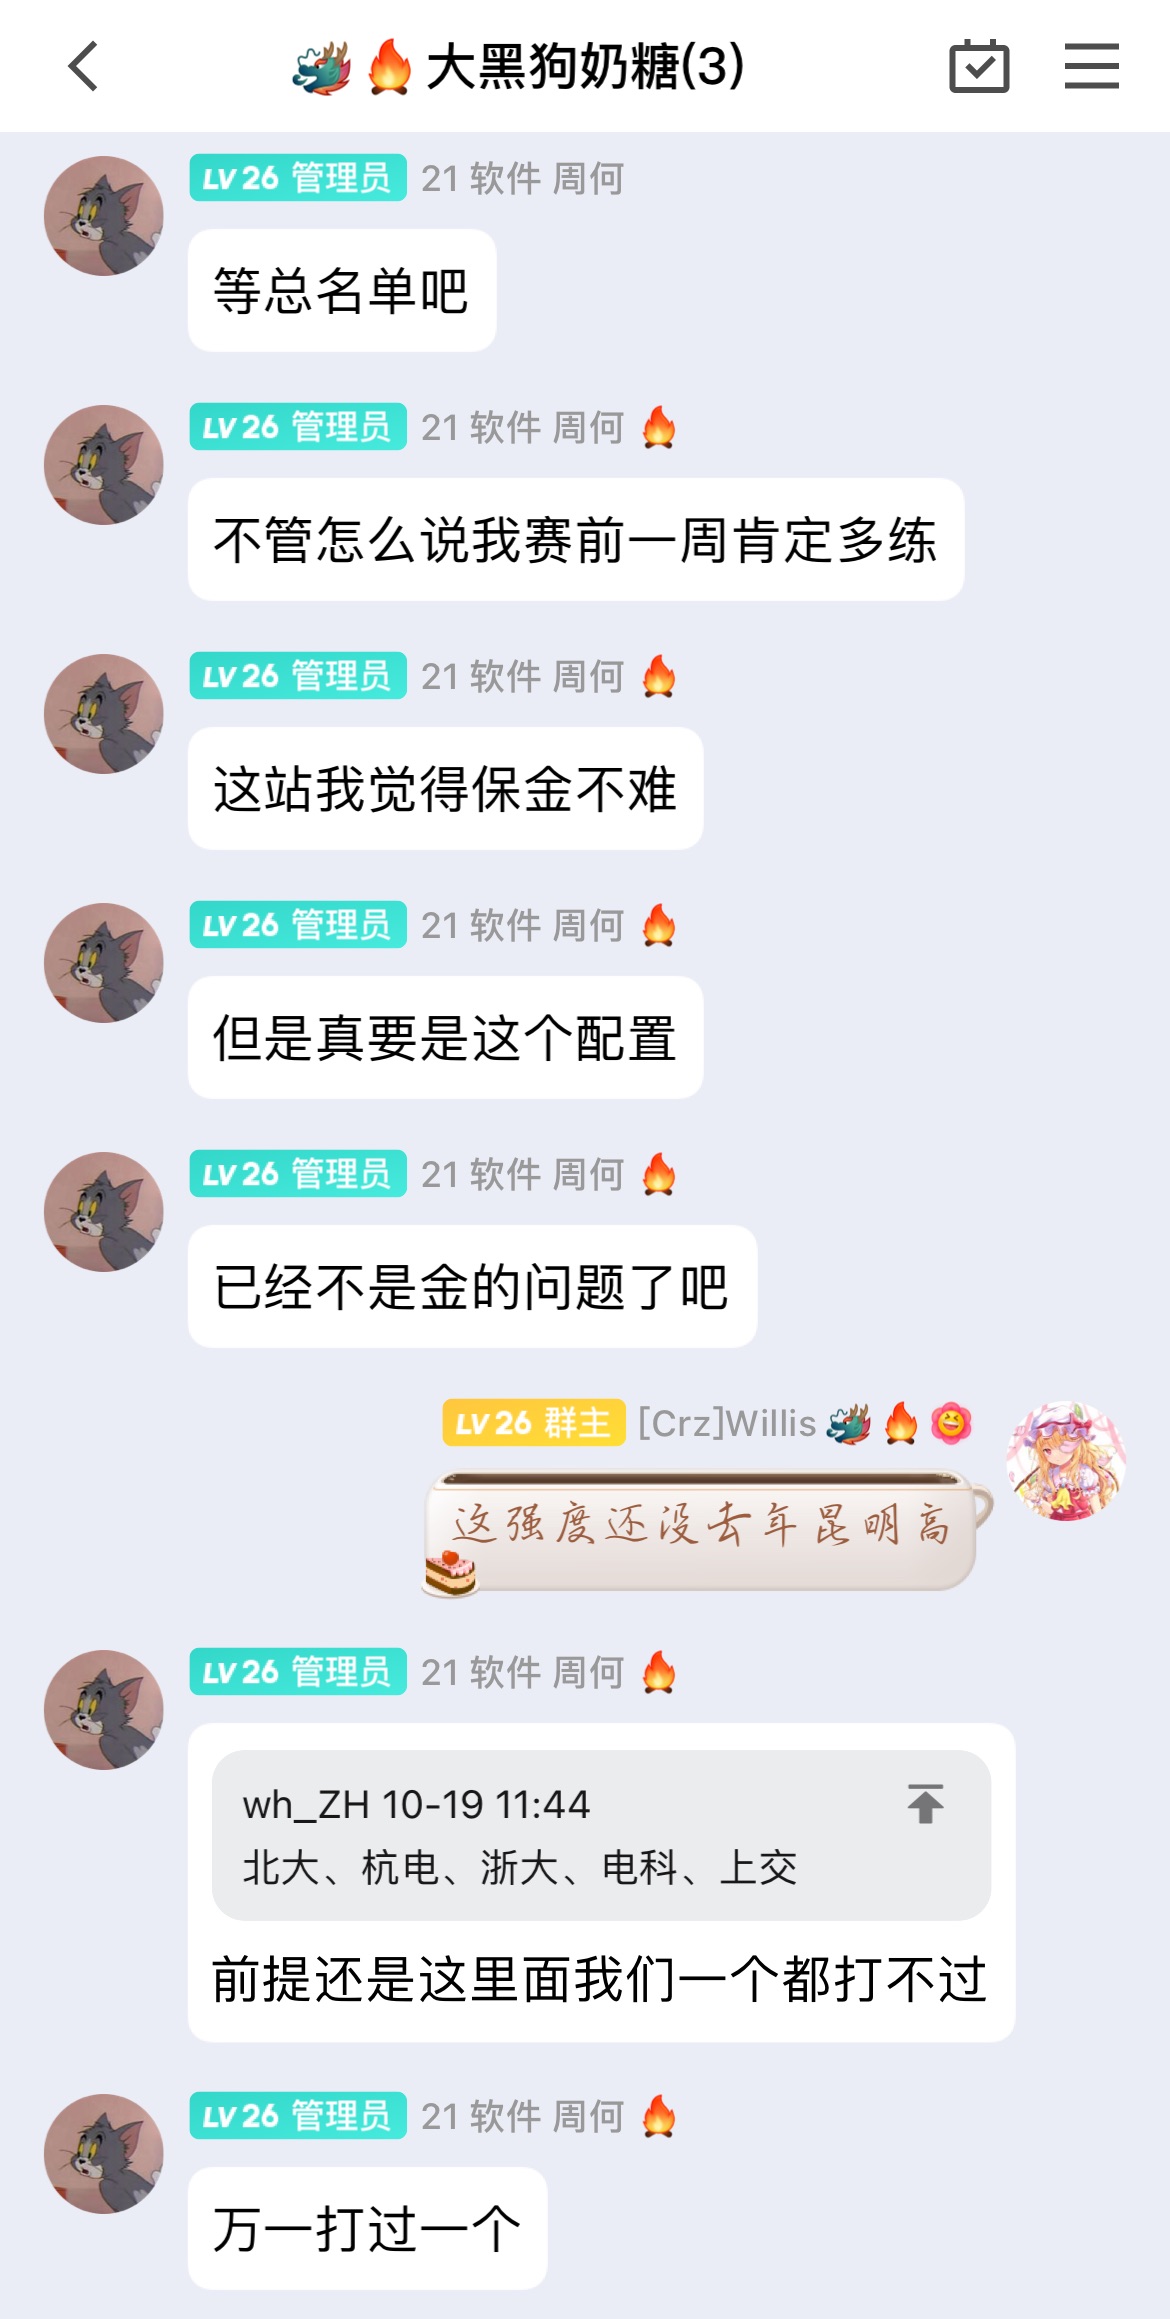 大黑狗奶糖(3)
LV26 管理员 21 软件 周何
等总名单吧
LV26 管理员 21 软件 周何
不管怎么说我赛前一周肯定多练
LV26 管理员 21 软件 周何
这站我觉得保金不难
LV26 管理员 21 软件 周何
但是真要是这个配置
LV26 管理员 21 软件 周何
已经不是金的问题了吧
LV26 群主 [Crz]Willis
这强度还没去年昆明高
LV26 管理员 21 软件 周何
wh_ZH 10-19 11:44
北大、杭电、浙大、电科、上交
前提还是这里面我们一个都打不过
LV26 管理员 21 软件 周何
万一打过一个